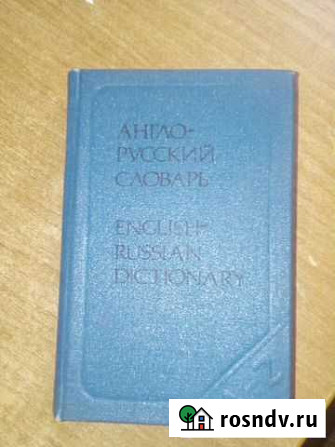 АНГЛО-
РУССКИЙ
СЛОВАРЬ
ENGLISH-
RUSSIAN
DICTIONARY
rosndv.ru